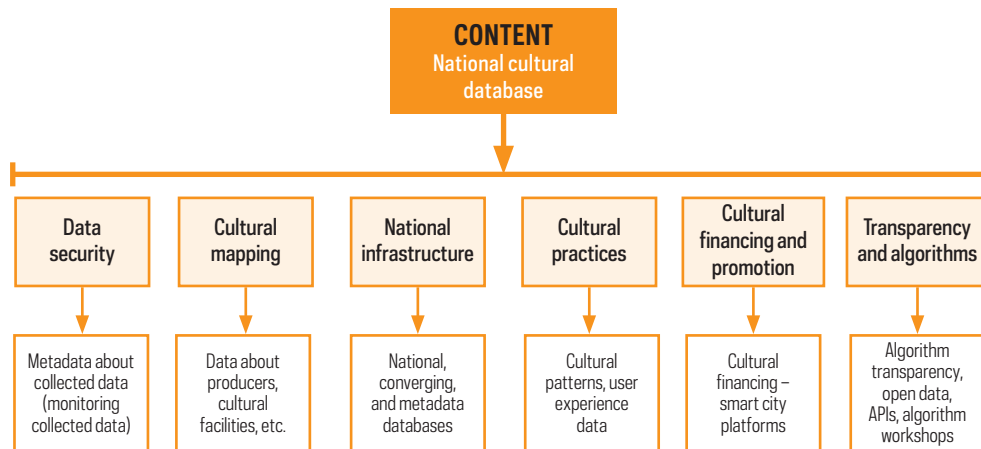 CONTENT
National cultural
database
Data
security
Cultural
mapping
National
infrastructure
Cultural
practices
Cultural
financing and
promotion
Transparency
and algorithms
Metadata about
collected data
(monitoring
collected data)
Data about
producers,
cultural
facilities, etc.
National,
converging,
and metadata
databases
Cultural
patterns, user
experience
data
Cultural
financing –
smart city
platforms
Algorithm
transparency,
open data,
APIs, algorithm
workshops